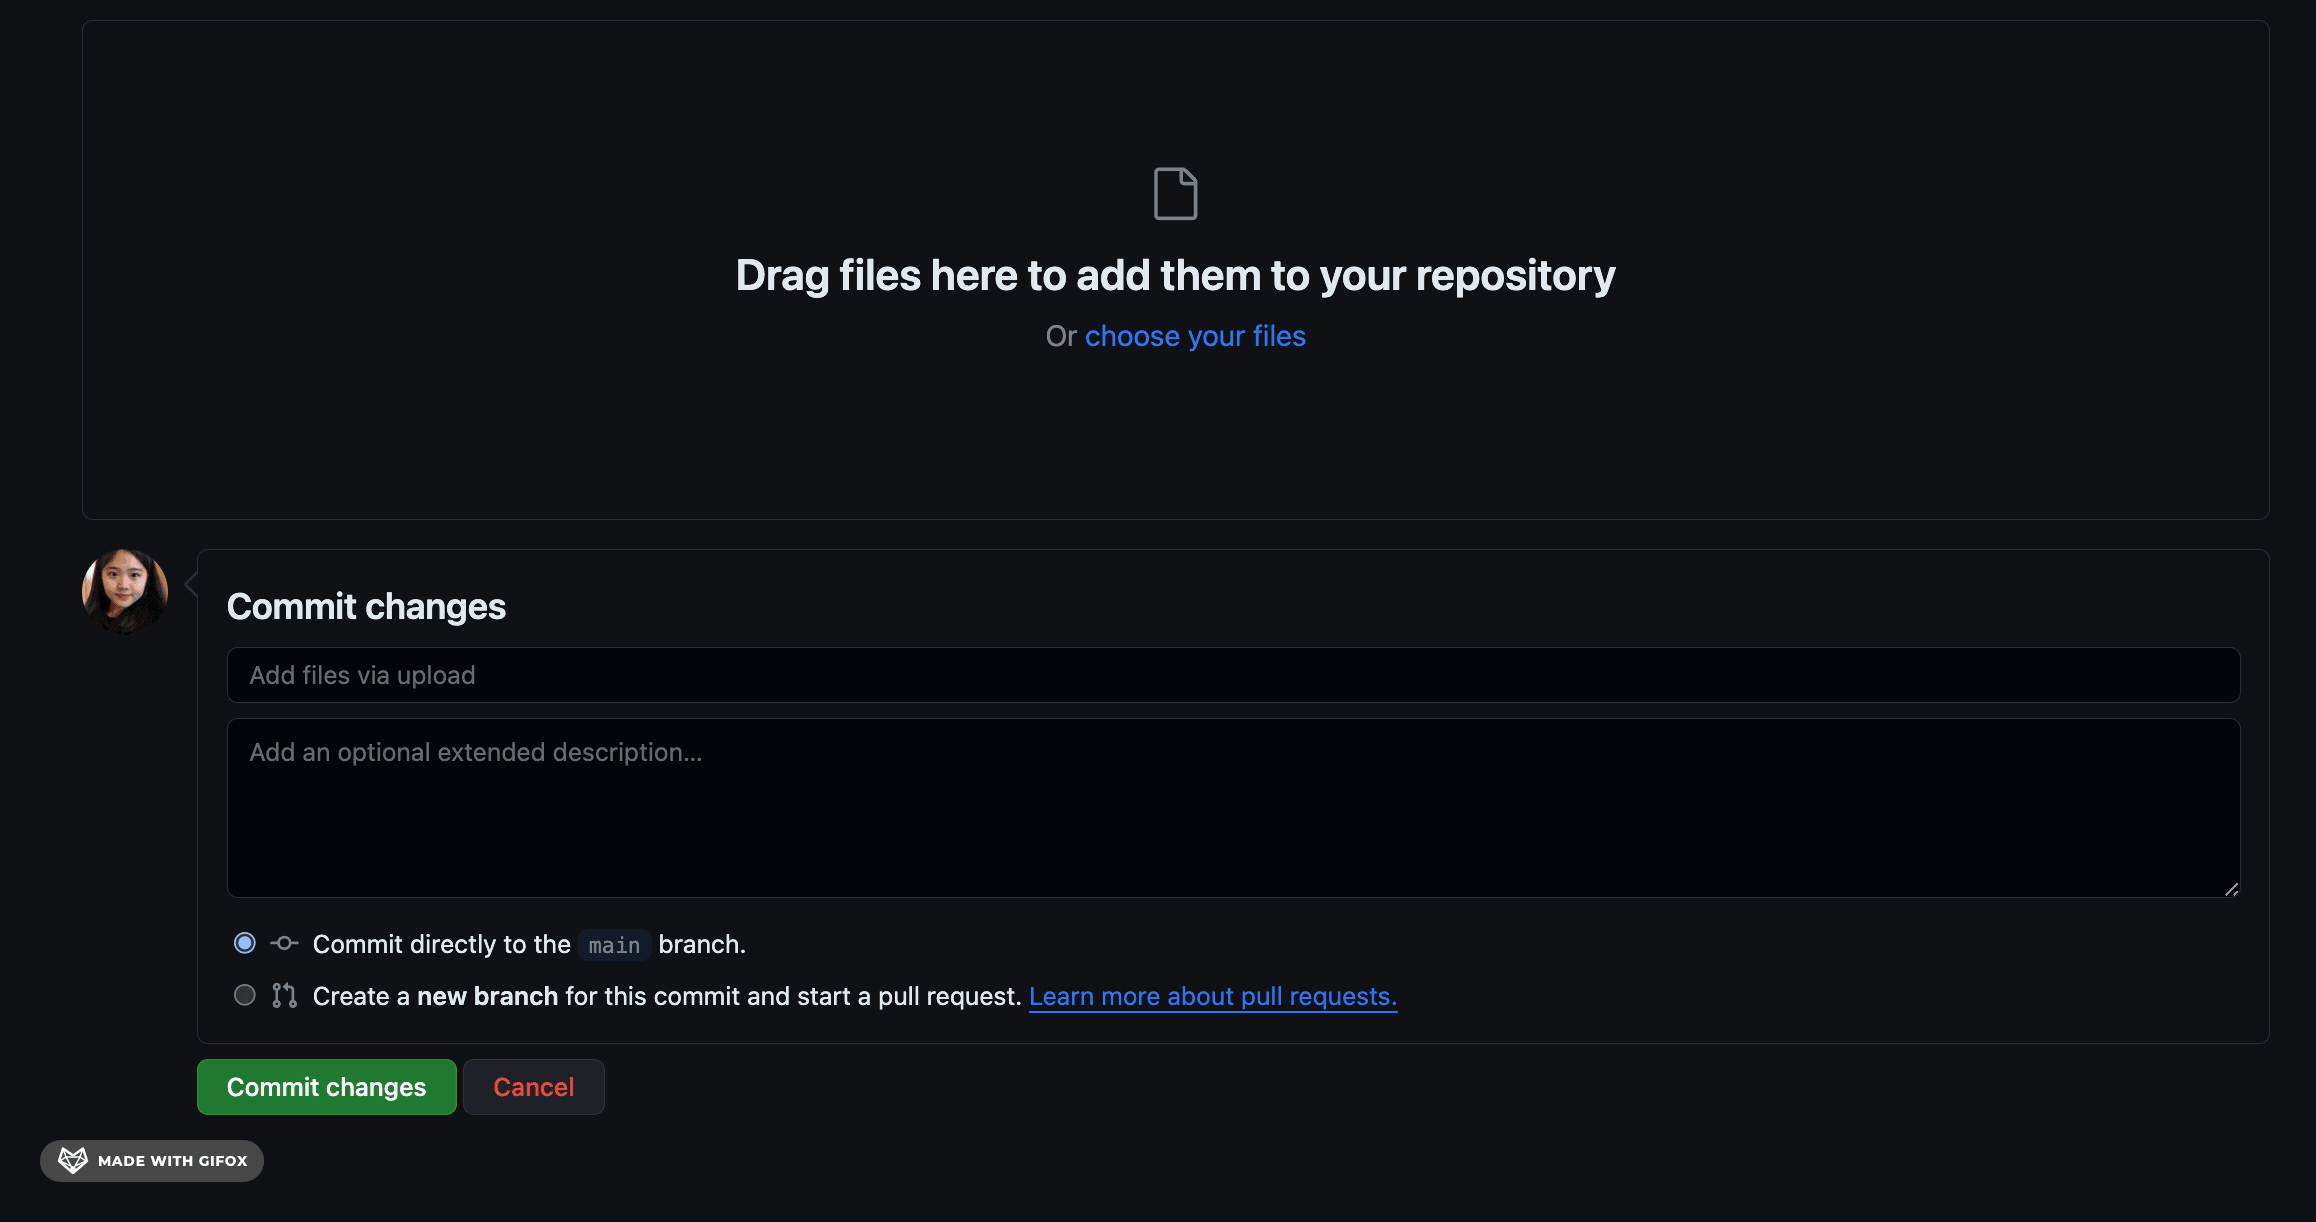 Drag files here to add them to your repository
Or choose your files
Commit changes
Add files via upload
Add an optional extended description...
Commit directly to the main branch.
Create a new branch for this commit and start a pull request. Learn more about pull requests.
Commit changes Cancel
MADE WITH GIFOX